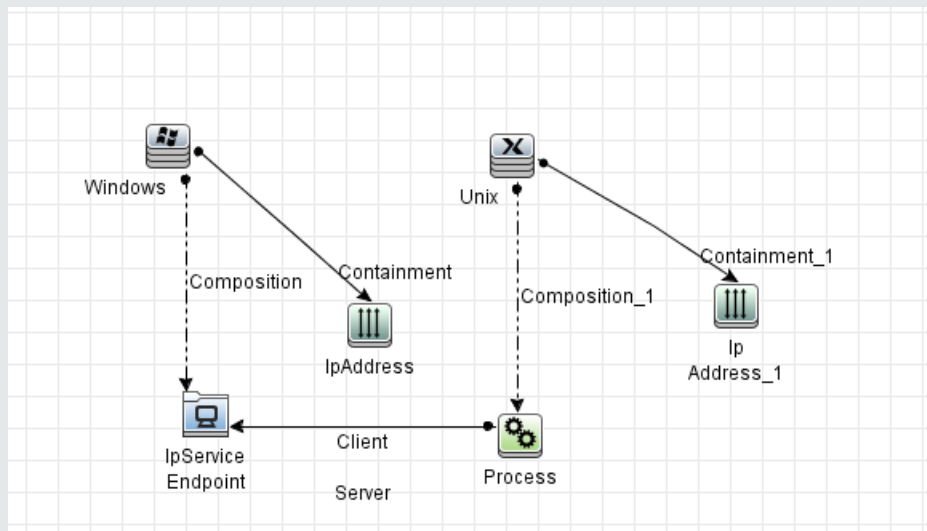 Windows
Unix
Containment
Containment_1
Composition
Composition_1
IpAddress
Ip
Address_1
IpService
Endpoint
Client
Server
Process